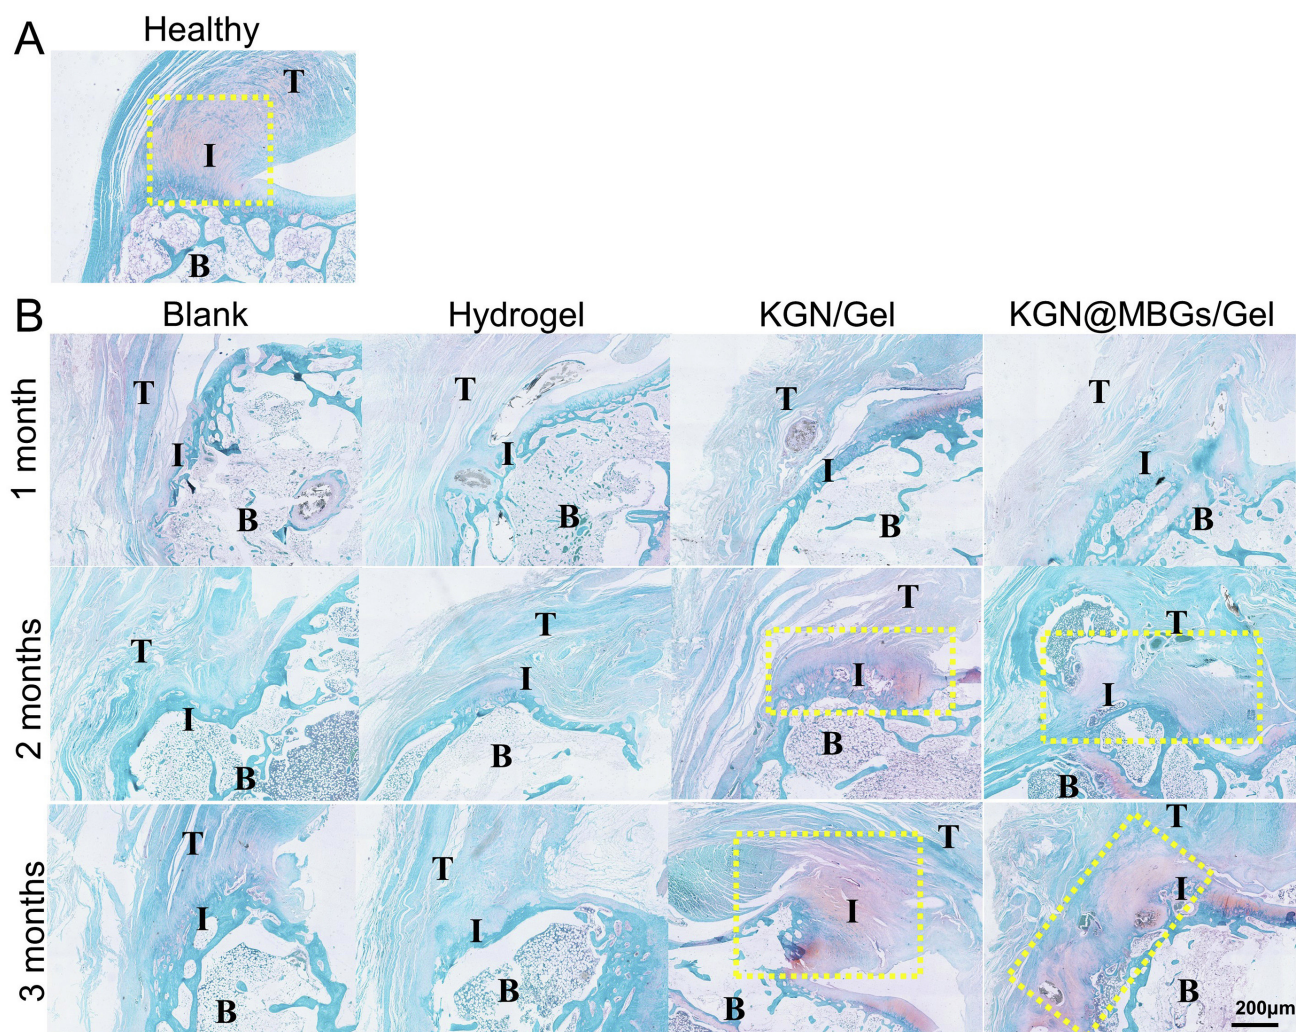 A
Healthy
T
I
B
B
Blank
Hydrogel
KGN/Gel
KGN@MBGs/Gel
1 month
T
I
B
T
I
B
T
I
B
T
I
B
2 months
T
I
B
T
I
B
T
I
B
T
I
B
3 months
T
I
B
T
I
B
T
I
B
T
I
B
200μm